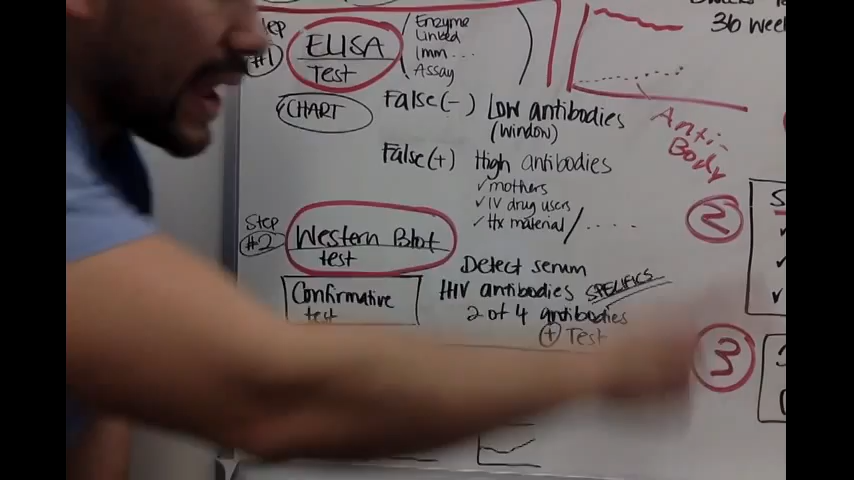 Step
#1
ELISA
Test
Enzyme
Linked
Imm...
Assay
36 week
CHART
False(-) Low antibodies
(window)
False(+) High antibodies
✓mothers
✓IV drug users
✓Hx material/.....
Anti-
Body
2
S
Step
#2
Western Blot
test
Detect serum
HIV antibodies SPECIFICS
2 of 4 antibodies
(+) Test
Confirmative
test
3